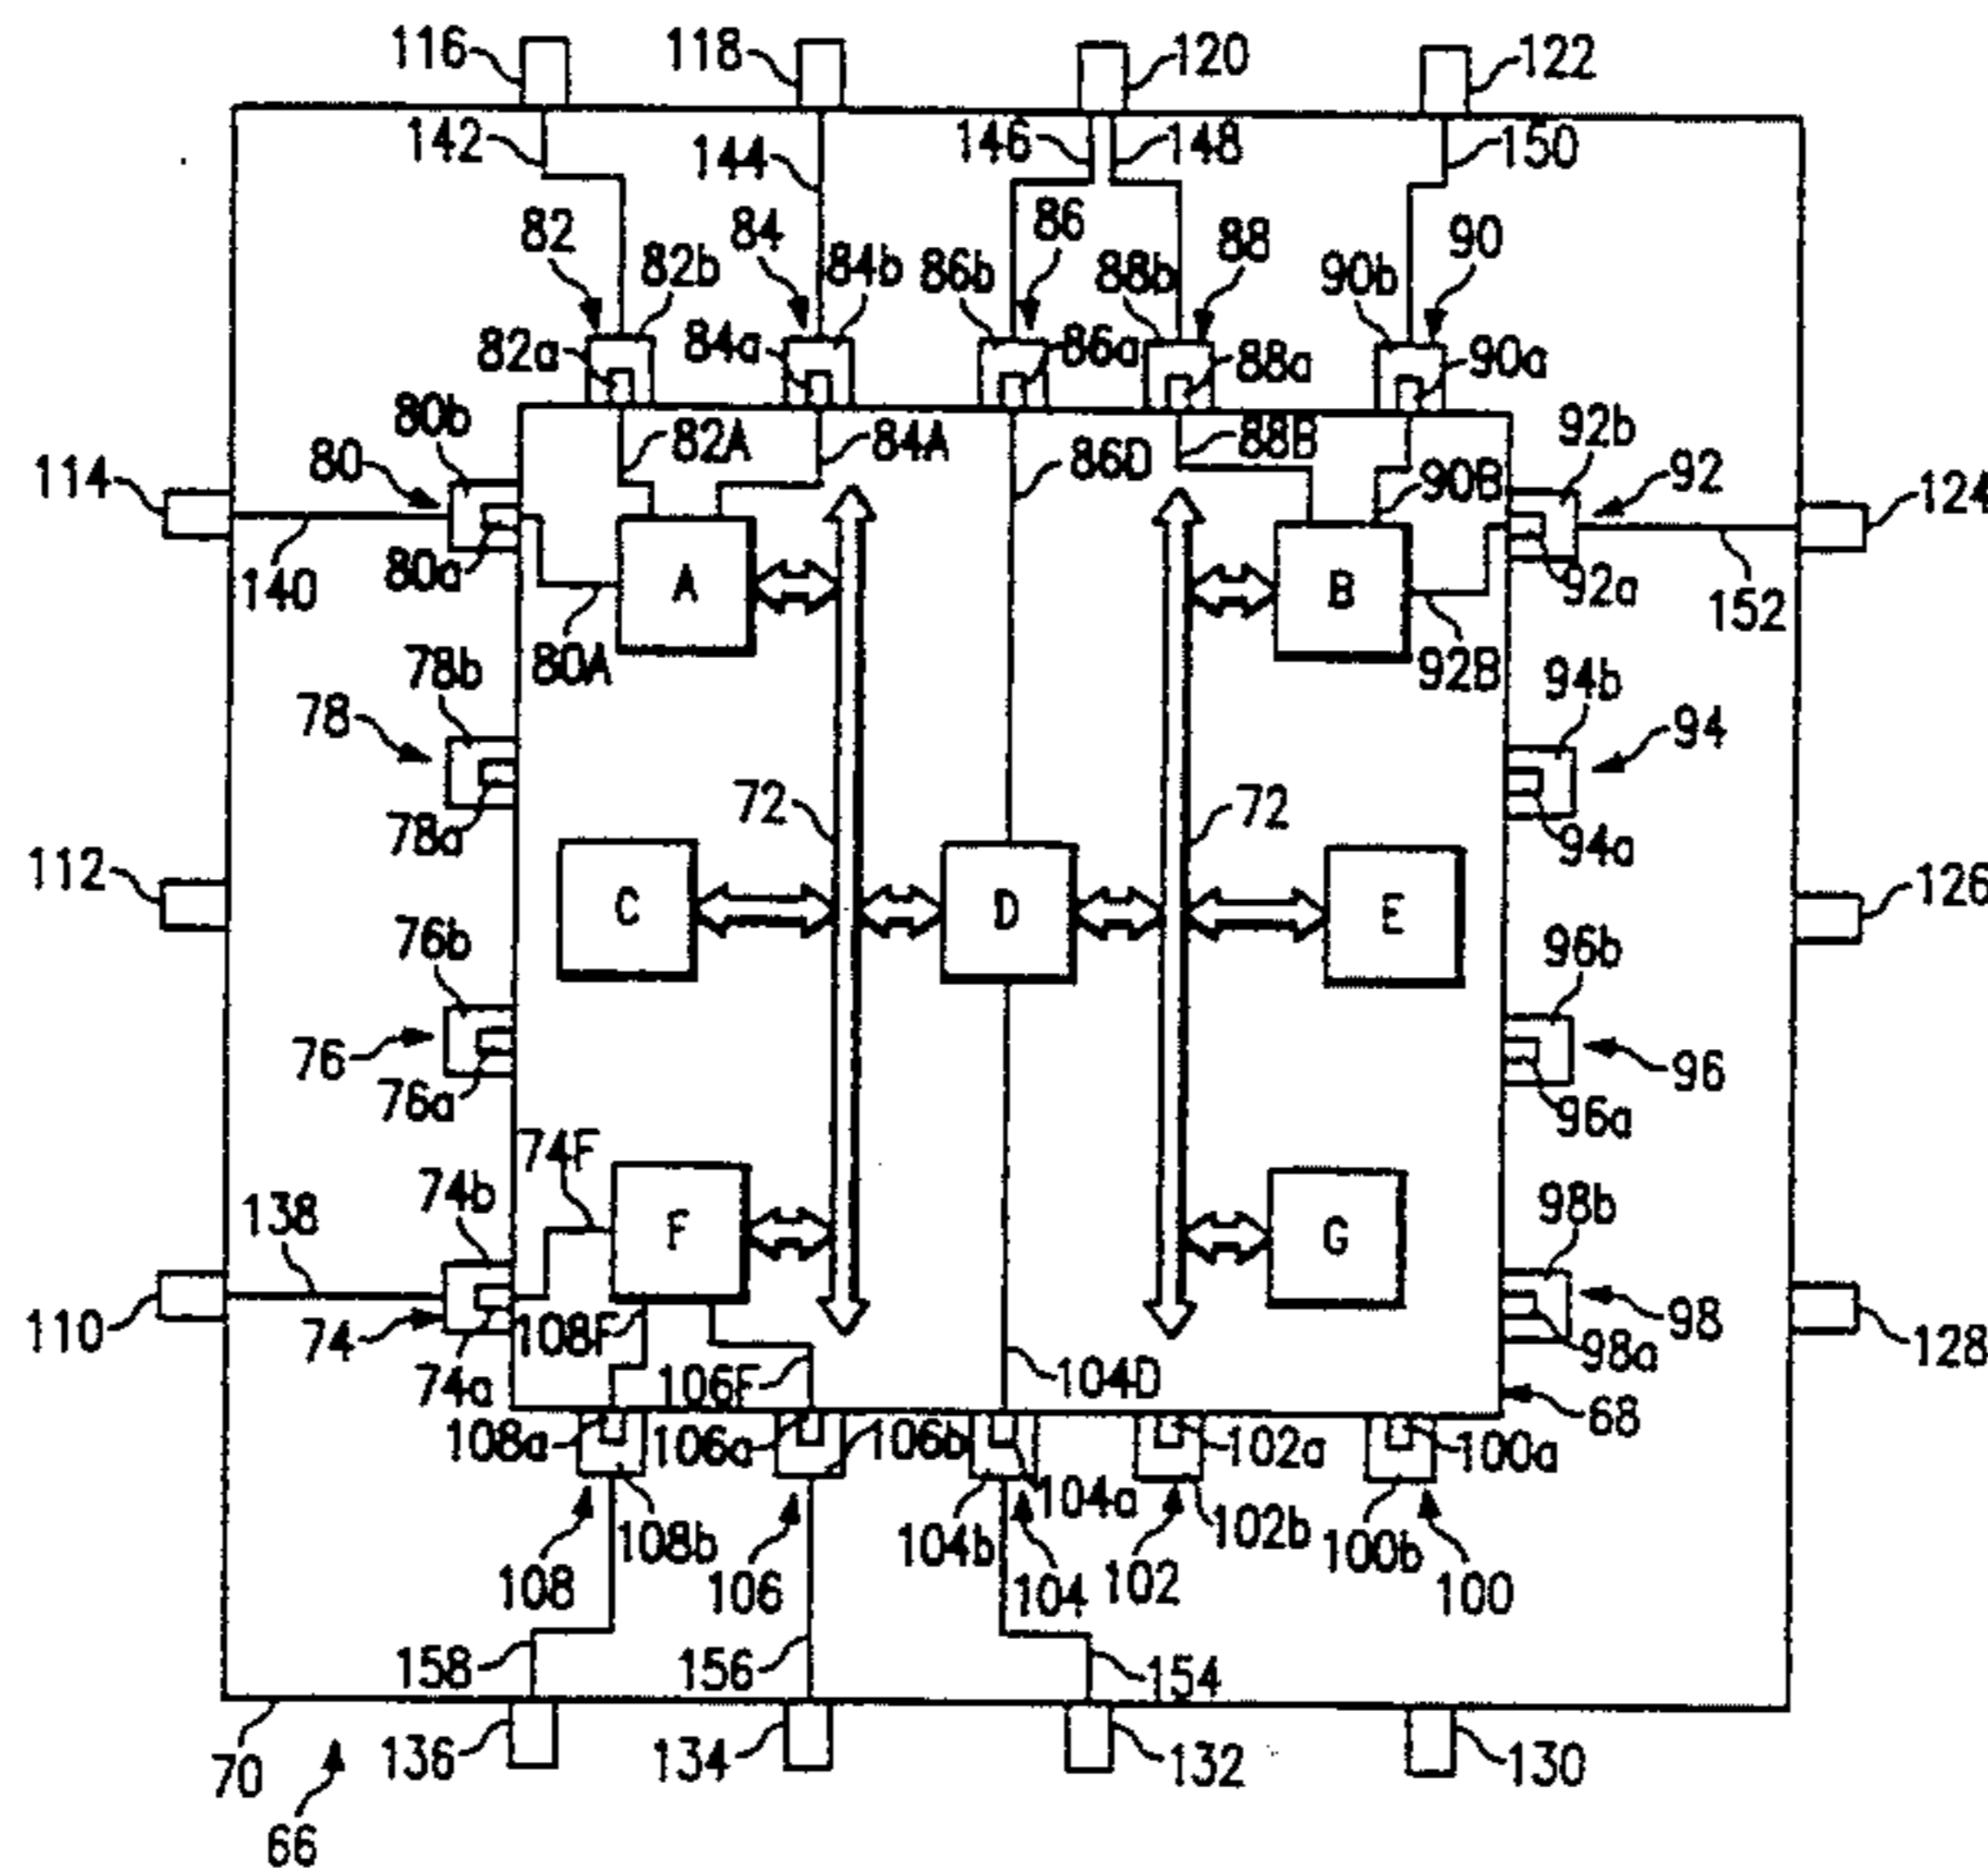 116 118 120 122
142 144 146 148 150
82 82b 84 84b 86b 86 88b 88 90b 90
82a 84a 86a 88a 90a
80b 80 82A 84A 86D 88B 90B 92b 92
114 124
140 80a A B 92a 152
80A 92B
78b 94b
78 94
78a 72 72 94a
112 126
C D E
76b 96b
76 96
76a 96a
74F
138 74b F G 98b
110 74 108F 98 128
74a 106F 104D 98a
68
108a 106a 106b 102a 100a
104a
108b 104b 102b 100b
108 106 104 102 100
158 156 154
70 136 134 132 130
66